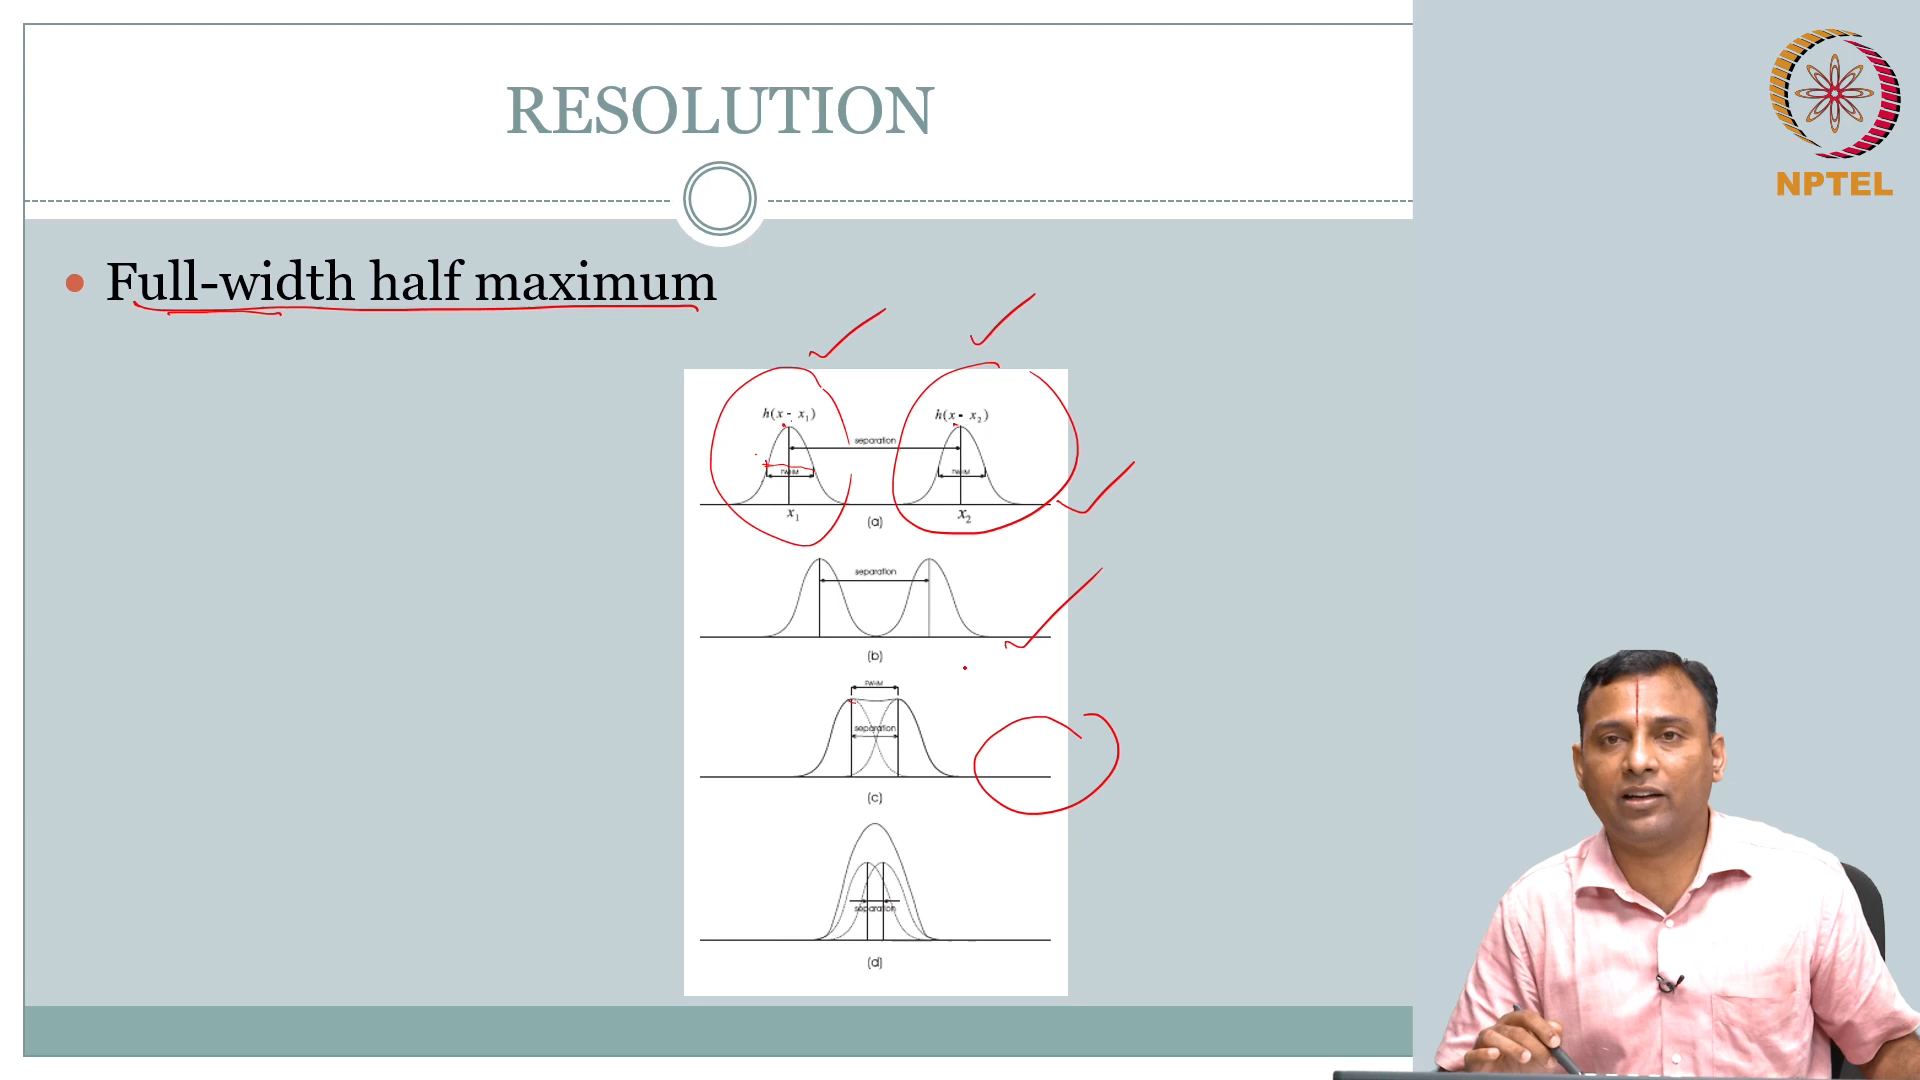 RESOLUTION
NPTEL
Full-width half maximum
h(x - x₁) h(x - x₂)
separation
FWHM FWHM
x₁ x₂
(a)
separation
(b)
FWHM
separation
(c)
separation
(d)